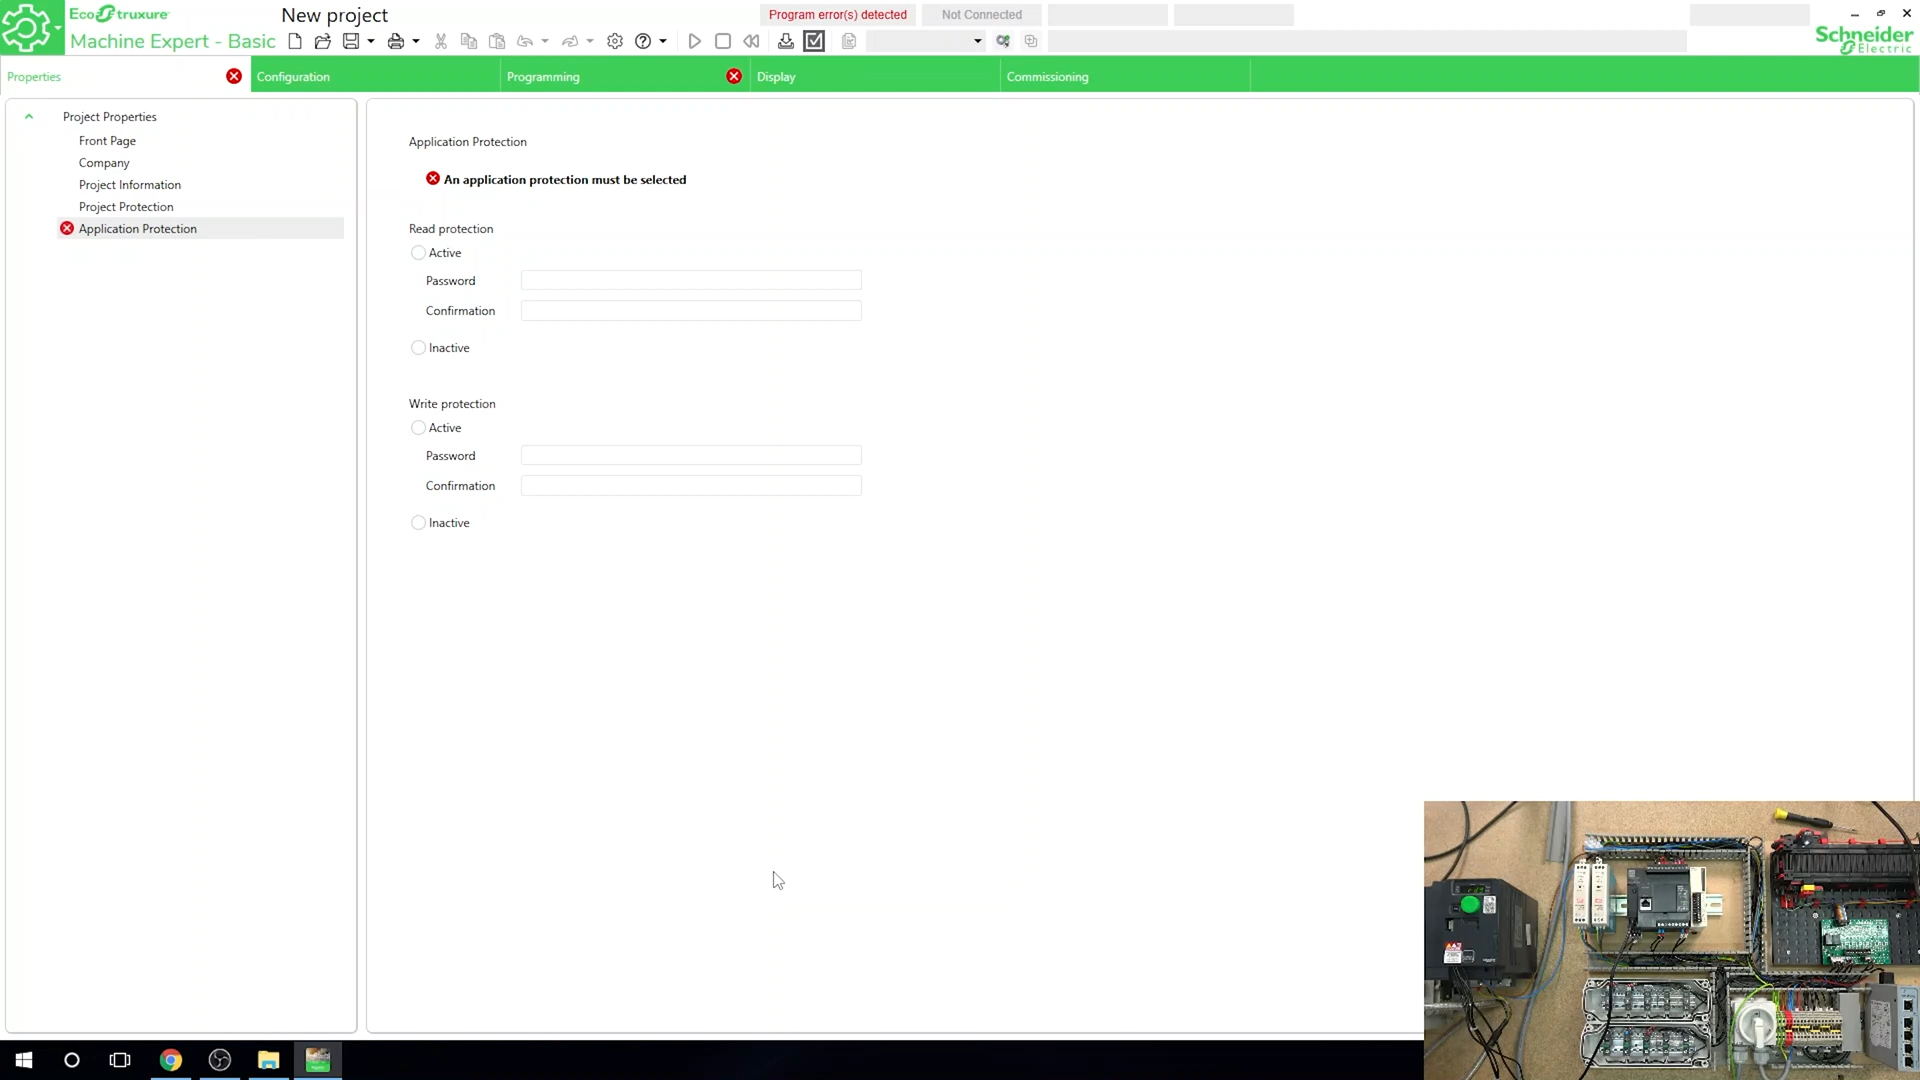 EcoStruxure
Machine Expert - Basic
New project
Program error(s) detected
Not Connected
Schneider
Electric
Properties
Configuration
Programming
Display
Commissioning
Project Properties
Front Page
Company
Project Information
Project Protection
Application Protection
Application Protection
An application protection must be selected
Read protection
Active
Password
Confirmation
Inactive
Write protection
Active
Password
Confirmation
Inactive